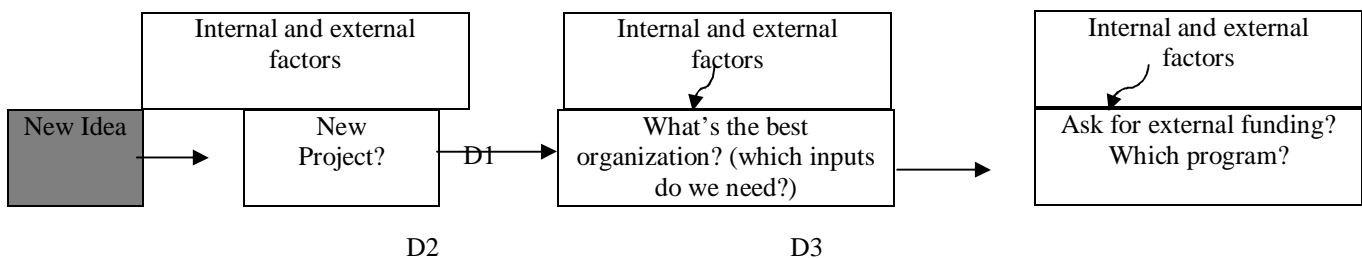 Internal and external
factors
Internal and external
factors
Internal and external
factors
New Idea
New
Project?
D1
What’s the best
organization? (which inputs
do we need?)
Ask for external funding?
Which program?
D2
D3